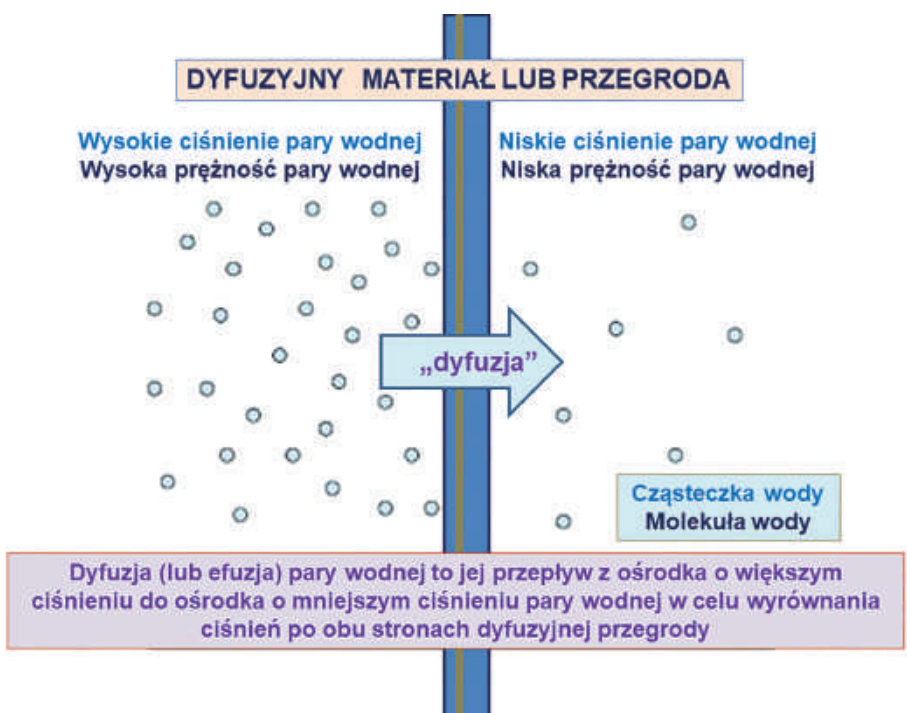 DYFUZYJNY MATERIAŁ LUB PRZEGRODA
Wysokie ciśnienie pary wodnej
Wysoka prężność pary wodnej
Niskie ciśnienie pary wodnej
Niska prężność pary wodnej
„dyfuzja”
Cząsteczka wody
Molekuła wody
Dyfuzja (lub efuzja) pary wodnej to jej przepływ z ośrodka o większym
ciśnieniu do ośrodka o mniejszym ciśnieniu pary wodnej w celu wyrównania
ciśnień po obu stronach dyfuzyjnej przegrody